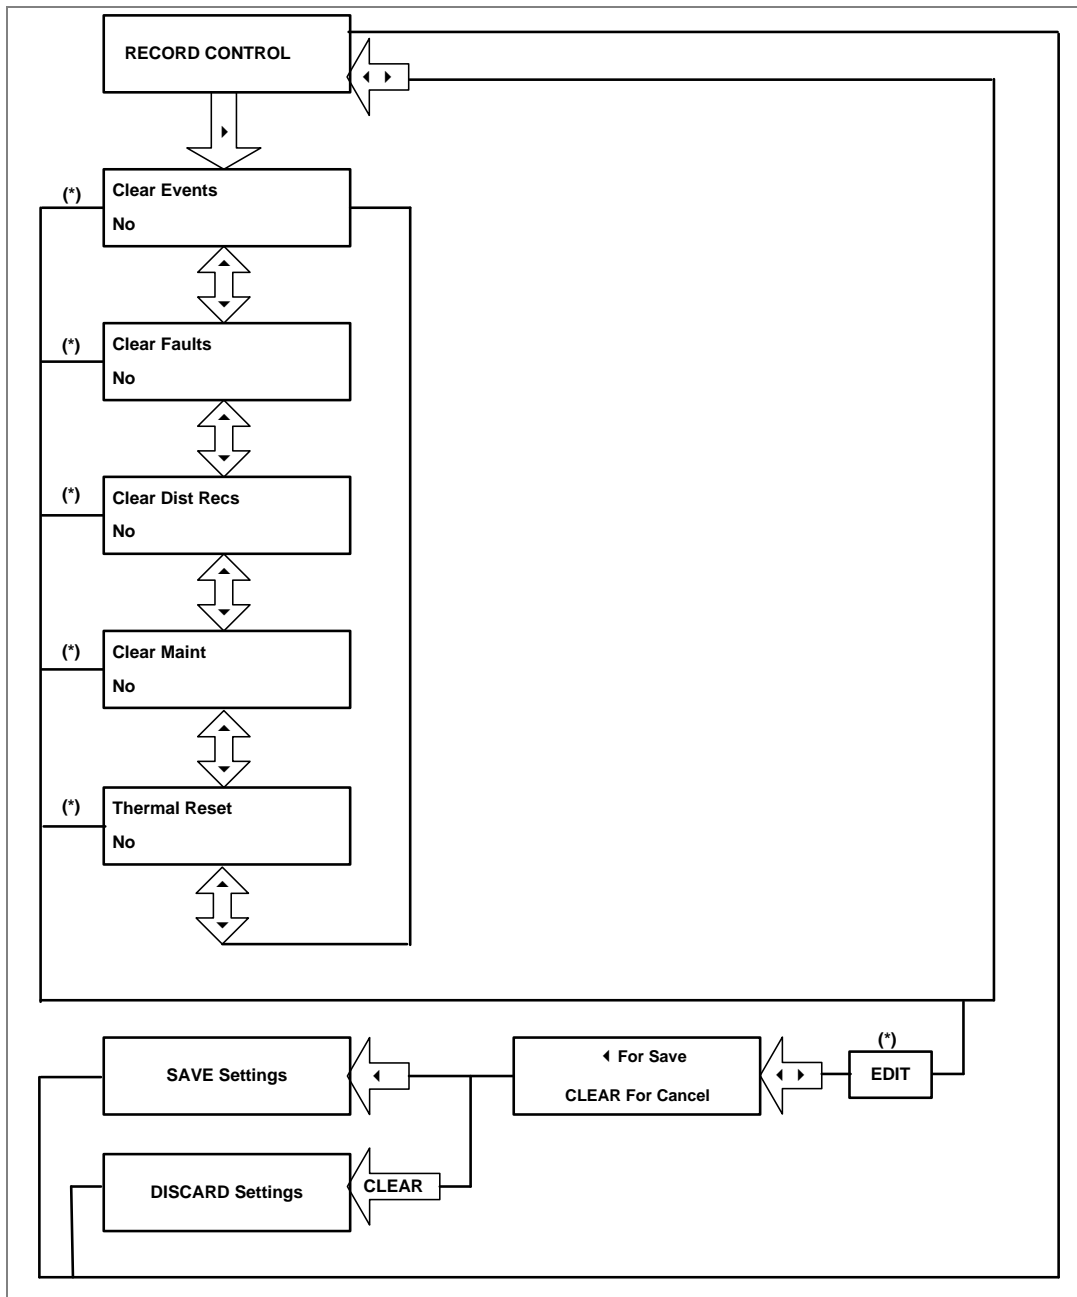 RECORD CONTROL
(*)
Clear Events
No
(*)
Clear Faults
No
(*)
Clear Dist Recs
No
(*)
Clear Maint
No
(*)
Thermal Reset
No
(*)
SAVE Settings
For Save
CLEAR For Cancel
EDIT
DISCARD Settings
CLEAR